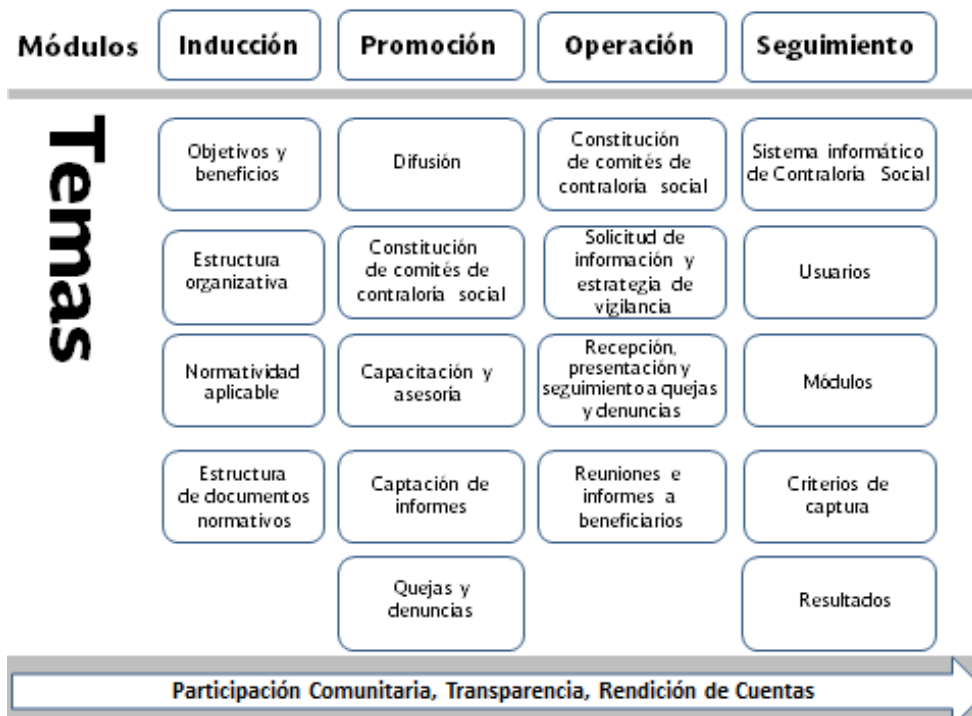 Módulos
Inducción
Promoción
Operación
Seguimiento
Temas
Objetivos y
beneficios
Difusión
Constitución
de comités de
contraloría social
Sistema informático
de Contraloría Social
Estructura
organizativa
Constitución
de comités de
contraloría social
Solicitud de
información y
estrategia de
vigilancia
Usuarios
Normatividad
aplicable
Capacitación y
asesoría
Recepción,
presentación y
seguimiento a quejas
y denuncias
Módulos
Estructura
de documentos
normativos
Captación de
informes
Reuniones e
informes a
beneficiarios
Criterios de
captura
Quejas y
denuncias
Resultados
Participación Comunitaria, Transparencia, Rendición de Cuentas